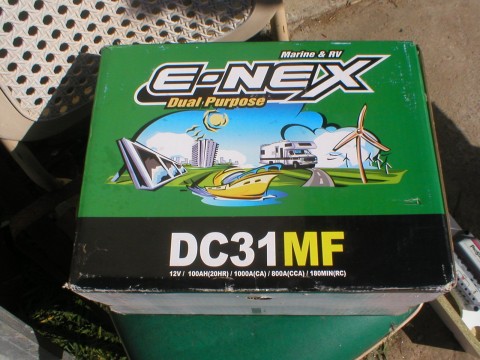 Marine & RV
E-NEX
Dual Purpose
DC31MF
12V / 100AH(20HR) / 1000A(CA) / 800A(CCA) / 180MIN(RC)